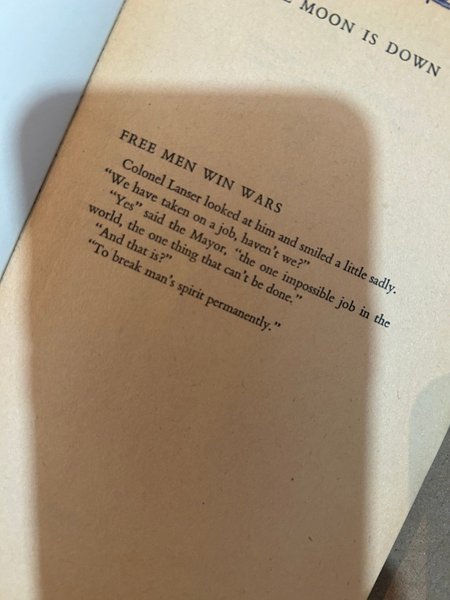 MOON IS DOWN
FREE MEN WIN WARS
Colonel Lanser looked at him and smiled a little sadly.
"We have taken on a job, haven't we?"
"Yes" said the Mayor, "the one impossible job in the
world, the one thing that can't be done."
"And that is?"
"To break man's spirit permanently."